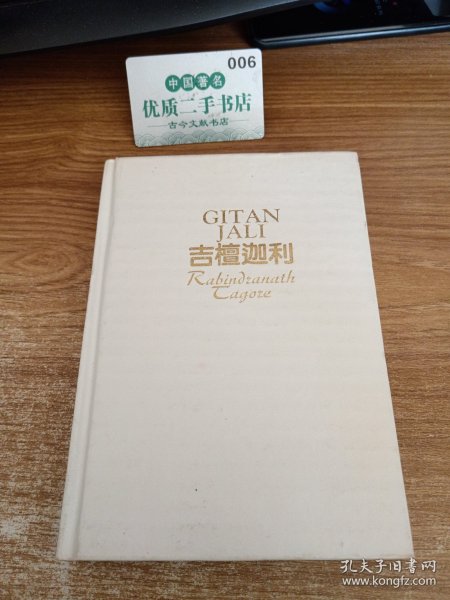 006
中国著名
优质二手书店
古今文献书店
GITAN
JALI
吉檀迦利
Rabindranath
Tagore
孔夫子旧书网
www.kongfz.com